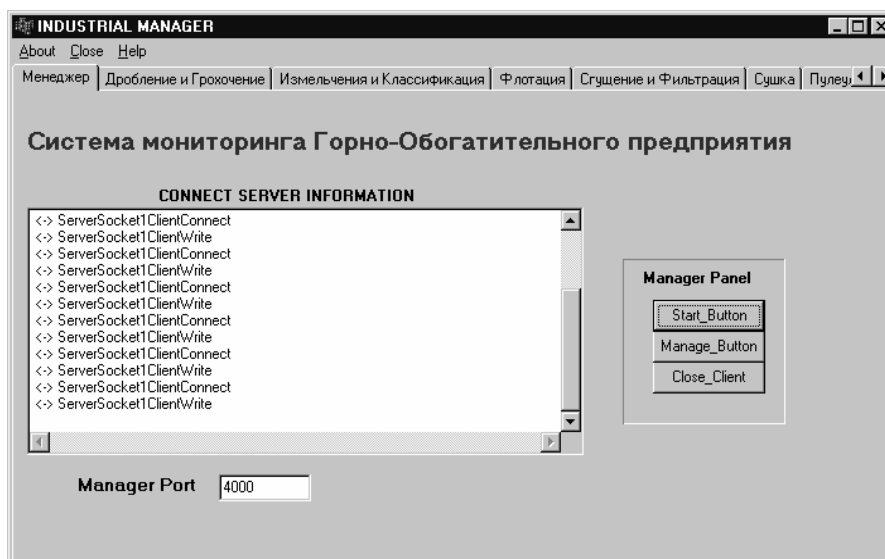 INDUSTRIAL MANAGER
About Close Help
Менеджер Дробление и Грохочение Измельчения и Классификация Флотация Сгущение и Фильтрация Сушка
Система мониторинга Горно-Обогатительного предприятия
CONNECT SERVER INFORMATION
<-> ServerSocket1ClientConnect
<-> ServerSocket1ClientWrite
<-> ServerSocket1ClientConnect
<-> ServerSocket1ClientWrite
<-> ServerSocket1ClientConnect
<-> ServerSocket1ClientWrite
<-> ServerSocket1ClientConnect
<-> ServerSocket1ClientWrite
<-> ServerSocket1ClientConnect
<-> ServerSocket1ClientWrite
<-> ServerSocket1ClientConnect
<-> ServerSocket1ClientWrite
Manager Panel
Start_Button
Manage_Button
Close_Client
Manager Port 4000